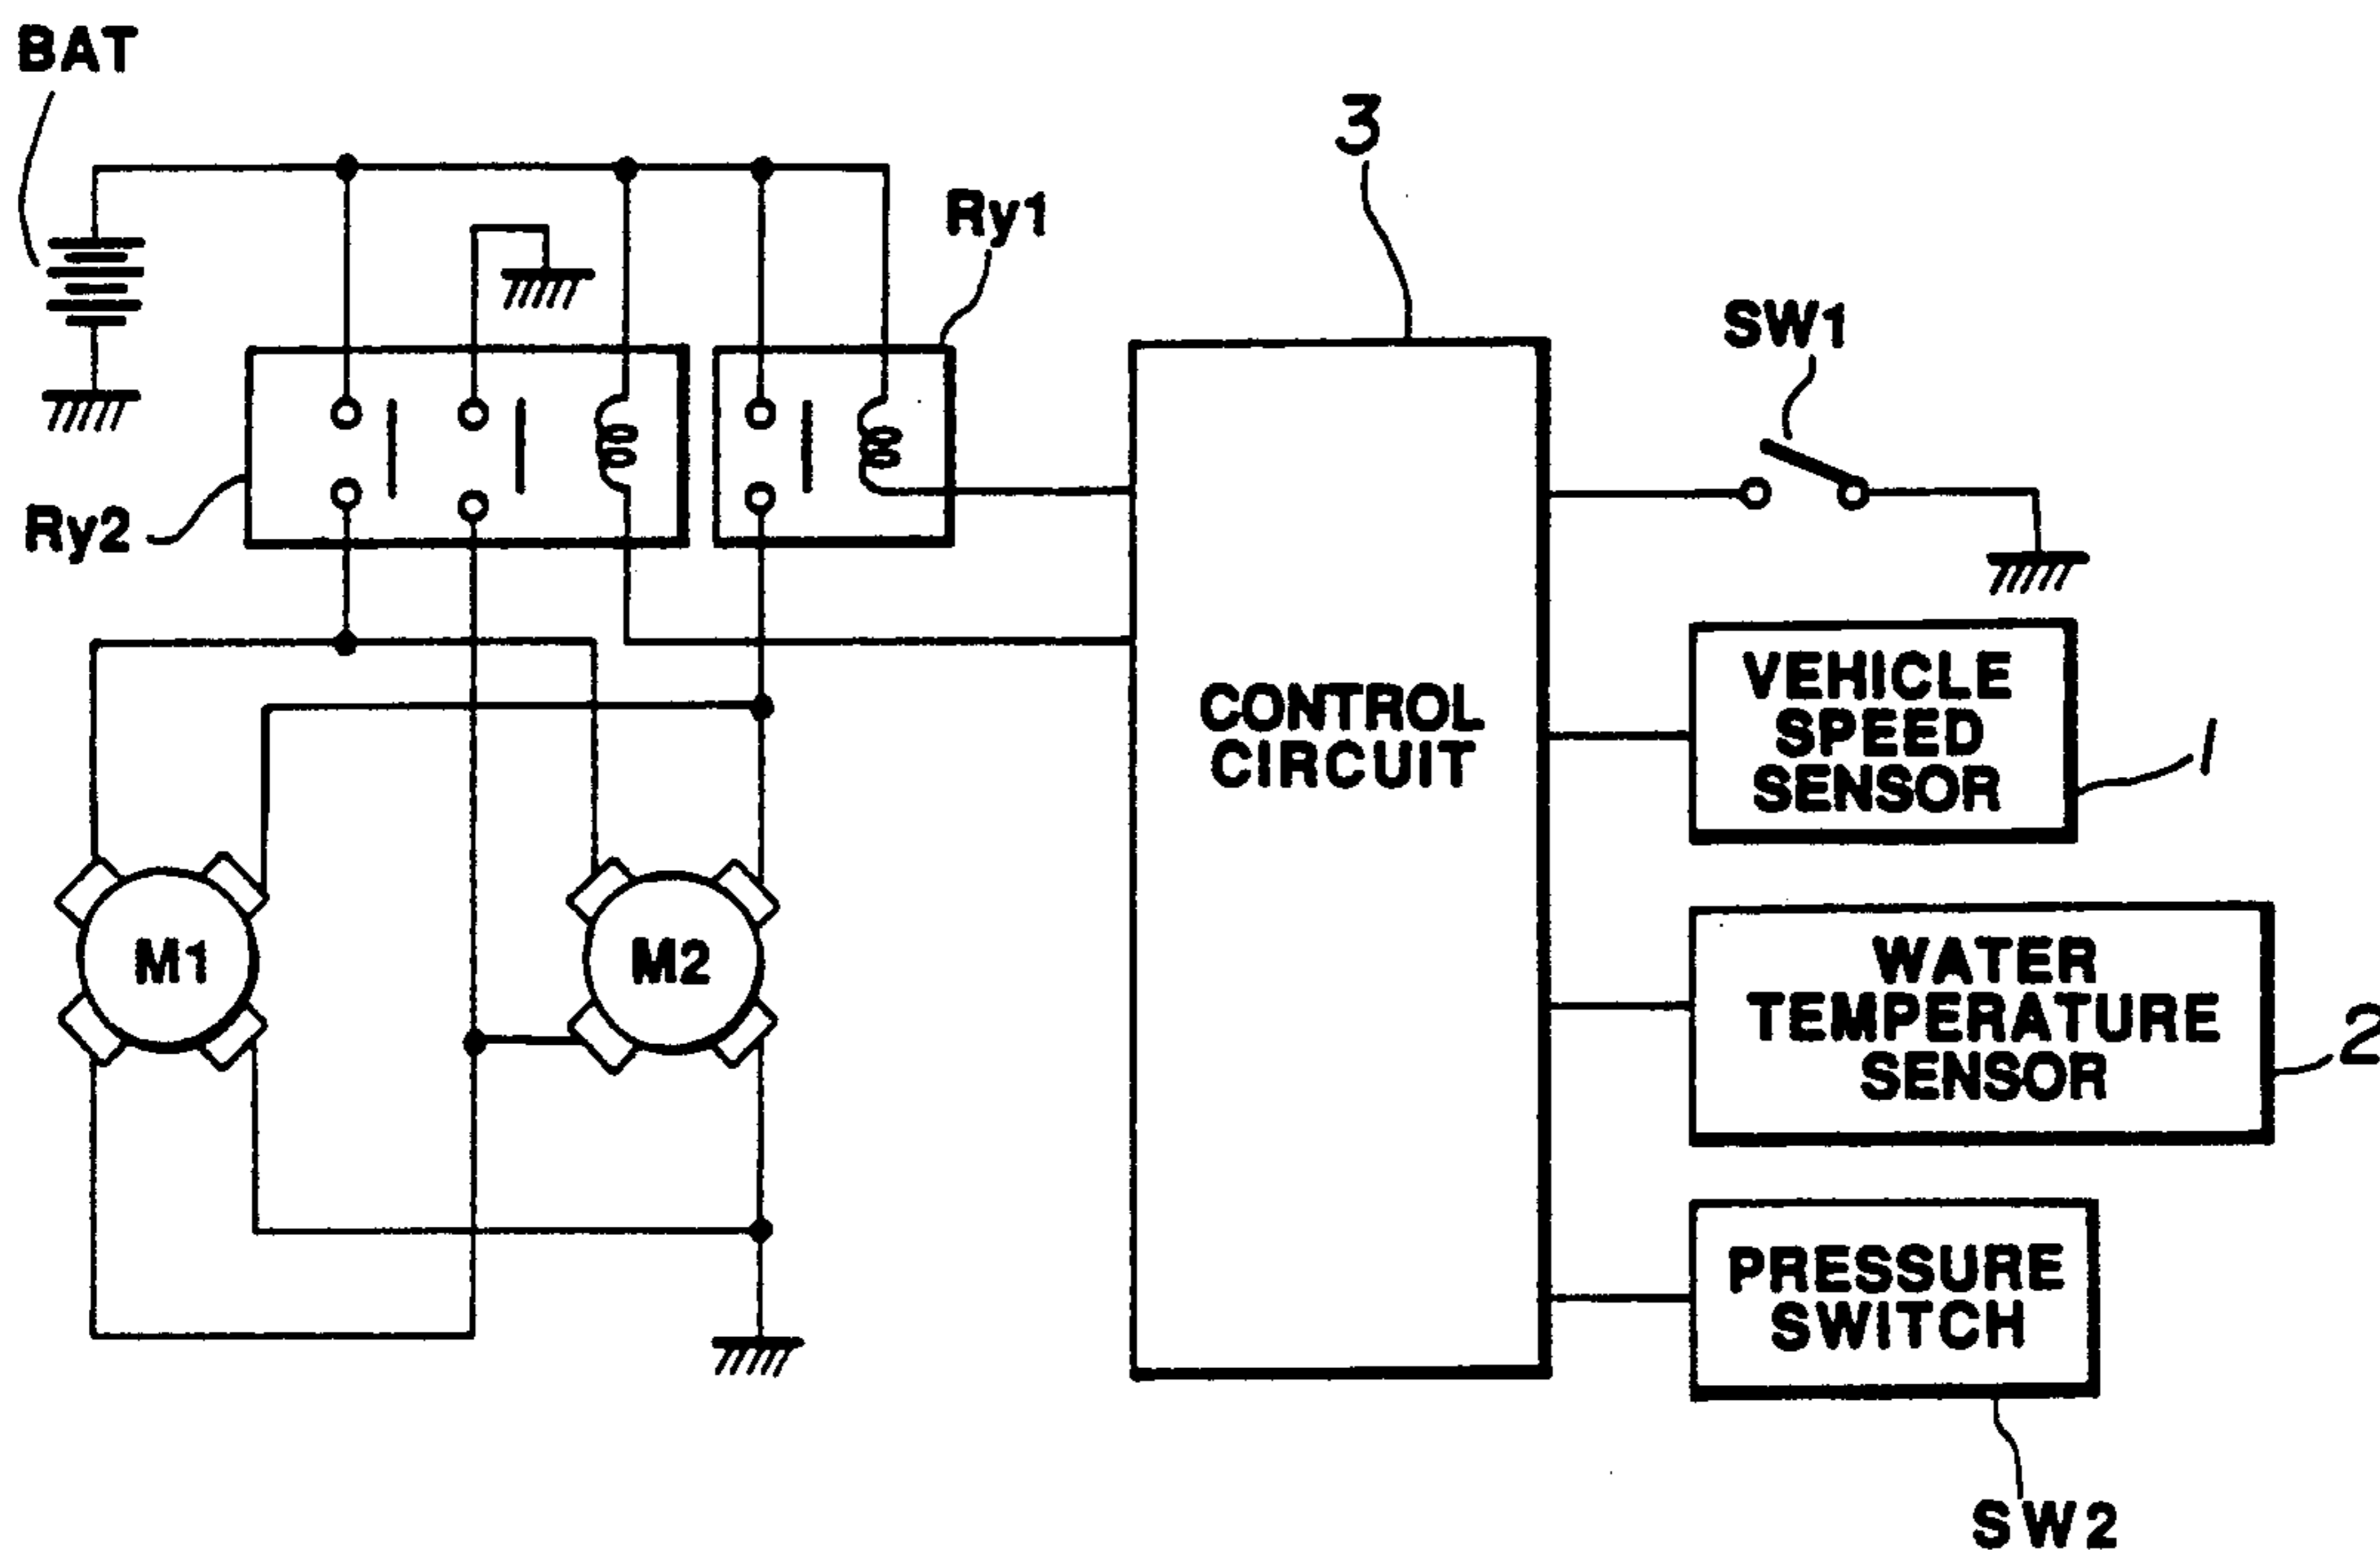 BAT
3
Ry1
SW1
Ry2
VEHICLE
SPEED
SENSOR
1
CONTROL
CIRCUIT
M1
M2
WATER
TEMPERATURE
SENSOR
2
PRESSURE
SWITCH
SW2